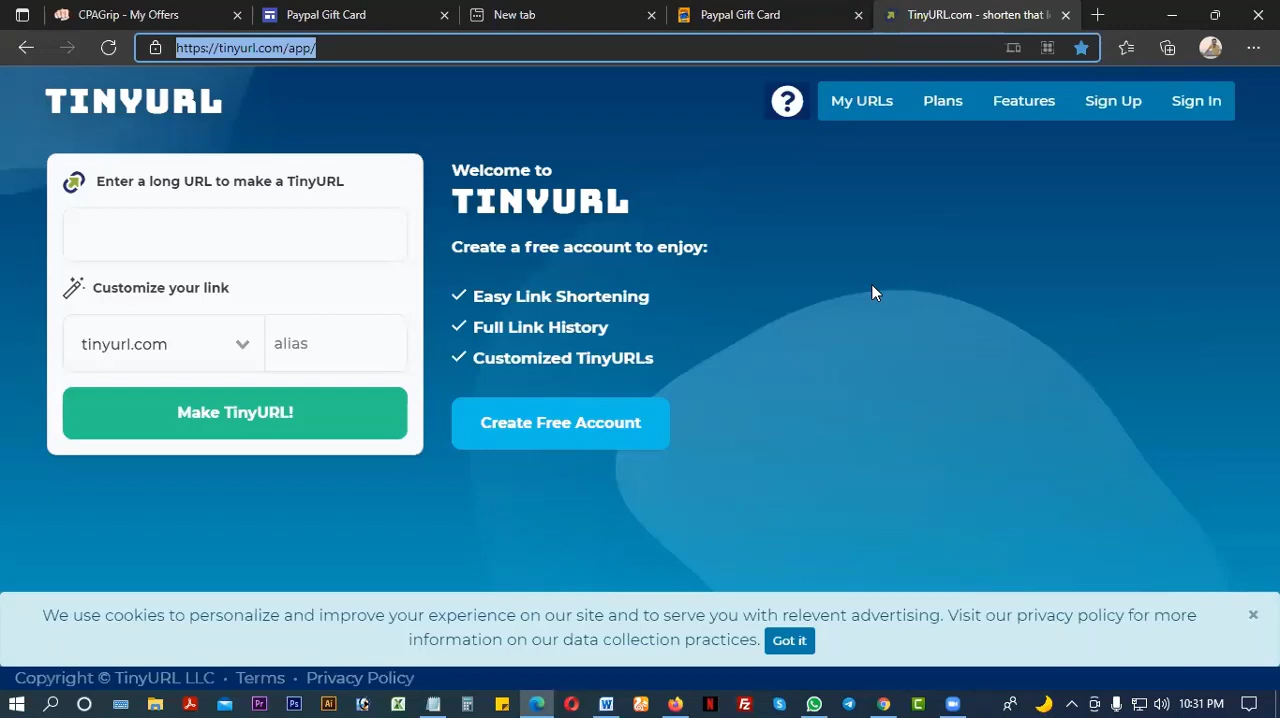 CPAGrip - My Offers
Paypal Gift Card
New tab
Paypal Gift Card
TinyURL.com - shorten that l
https://tinyurl.com/app/
TINYURL
?
My URLs
Plans
Features
Sign Up
Sign In
Enter a long URL to make a TinyURL
Customize your link
tinyurl.com
alias
Make TinyURL!
Welcome to
TINYURL
Create a free account to enjoy:
Easy Link Shortening
Full Link History
Customized TinyURLs
Create Free Account
We use cookies to personalize and improve your experience on our site and to serve you with relevent advertising. Visit our privacy policy for more
information on our data collection practices. Got it
Copyright © TinyURL LLC · Terms · Privacy Policy
10:31 PM